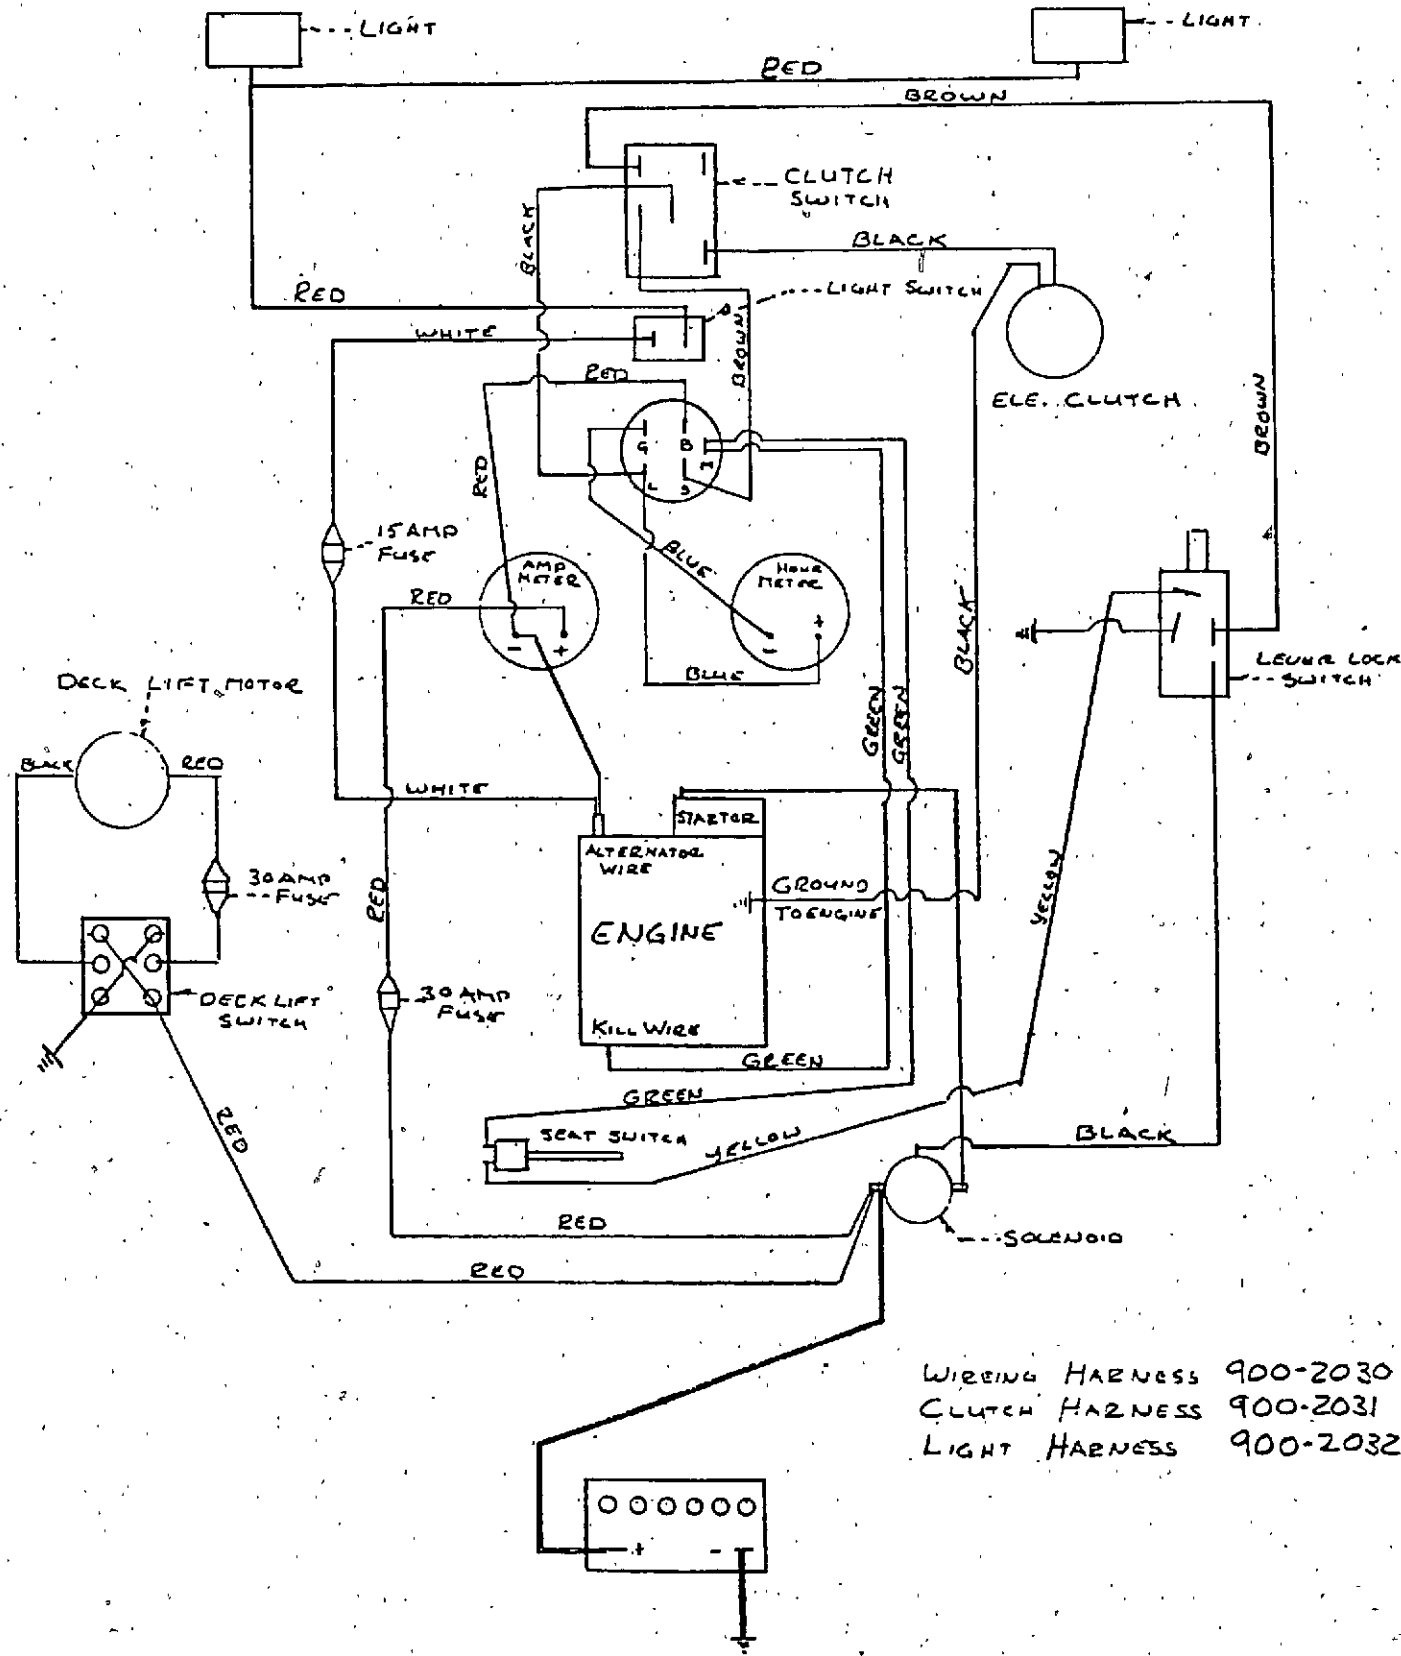 LIGHT
LIGHT
RED
BROWN
CLUTCH
SWITCH
BLACK
BLACK
RED
LIGHT SWITCH
WHITE
BROWN
RED
ELE. CLUTCH
BROWN
G
B
M
L
S
RED
15 AMP
FUSE
BLUE
AMP
METER
HOUR
METER
RED
- +
- +
BLACK
BLUE
LEVER LOCK
SWITCH
DECK LIFT MOTOR
GREEN
GREEN
BLACK
RED
WHITE
STARTER
ALTERNATOR
WIRE
30 AMP
FUSE
RED
GROUND
TO ENGINE
YELLOW
ENGINE
DECK LIFT
SWITCH
30 AMP
FUSE
KILL WIRE
GREEN
GREEN
RED
SEAT SWITCH
YELLOW
BLACK
RED
SOLENOID
RED
WIREING HARNESS 900-2030
CLUTCH HARNESS 900-2031
LIGHT HARNESS 900-2032
+ -